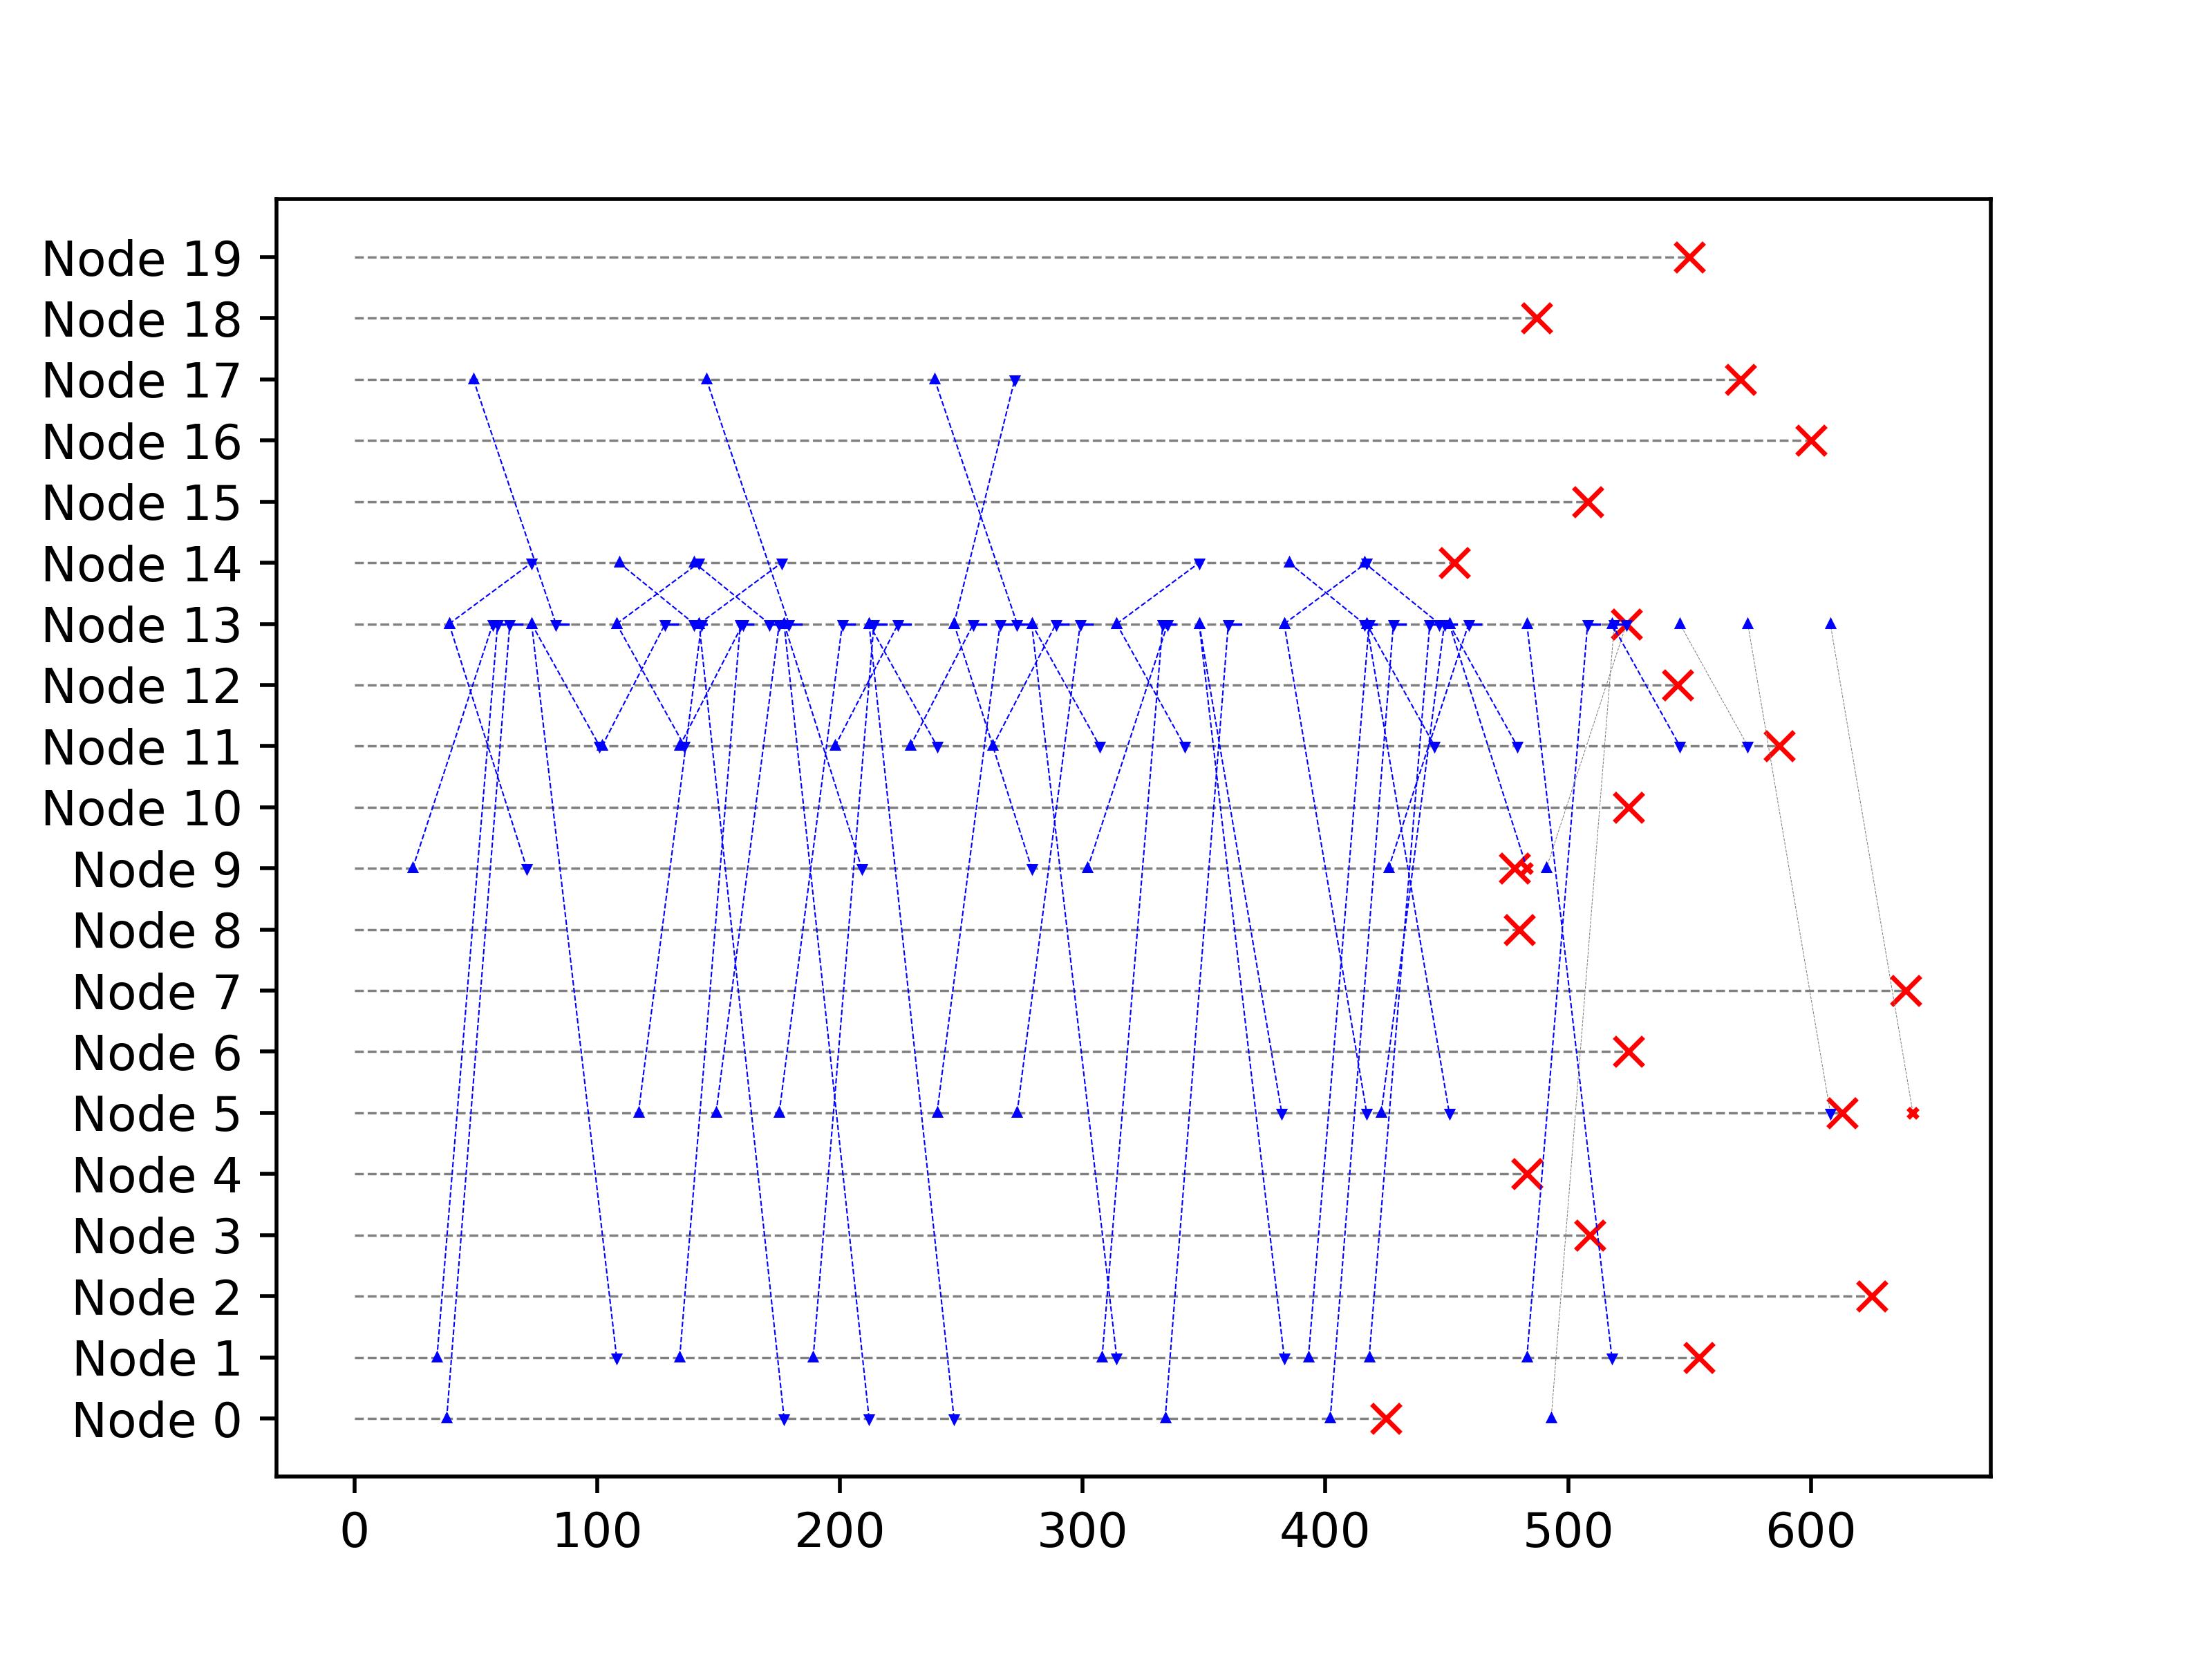 Node 19
Node 18
Node 17
Node 16
Node 15
Node 14
Node 13
Node 12
Node 11
Node 10
Node 9
Node 8
Node 7
Node 6
Node 5
Node 4
Node 3
Node 2
Node 1
Node 0
0 100 200 300 400 500 600